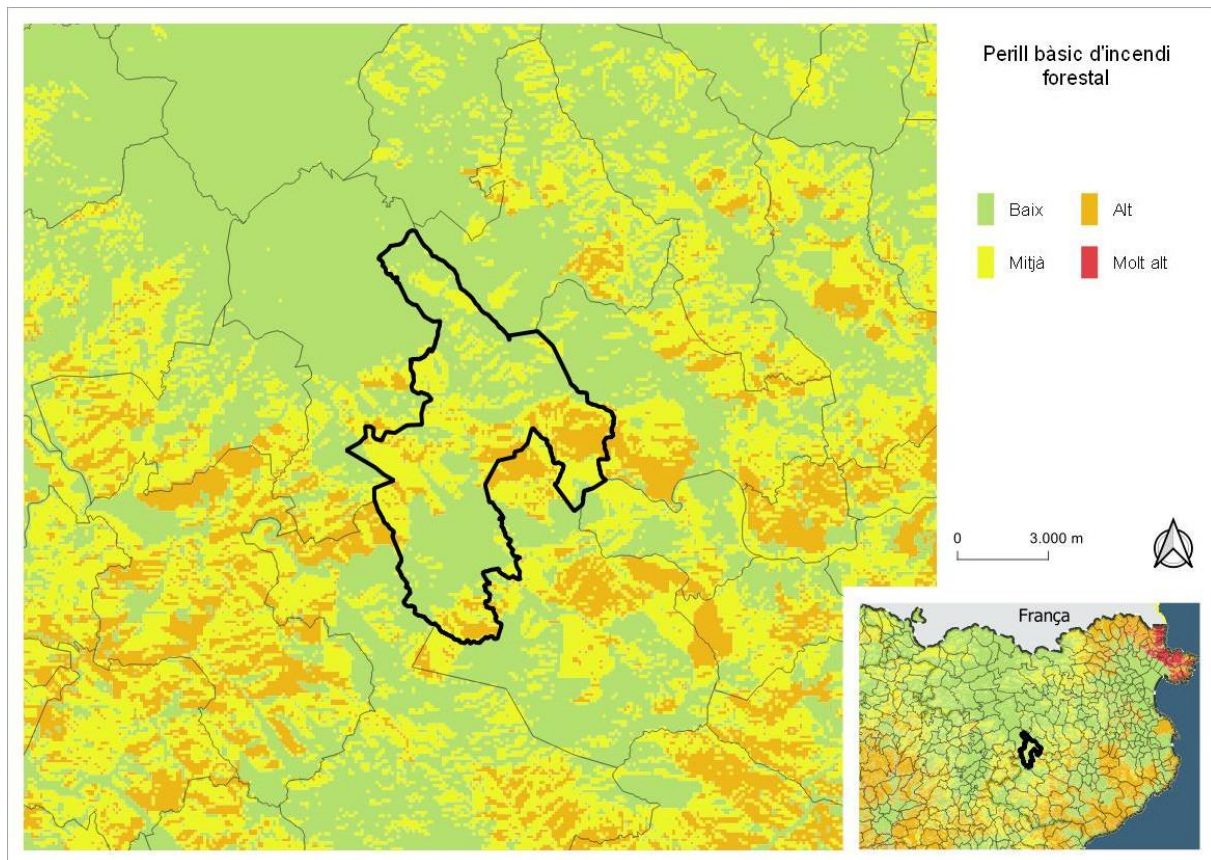 Perill bàsic d'incendi
forestal
Baix
Alt
Mitjà
Molt alt
0
3.000 m
França